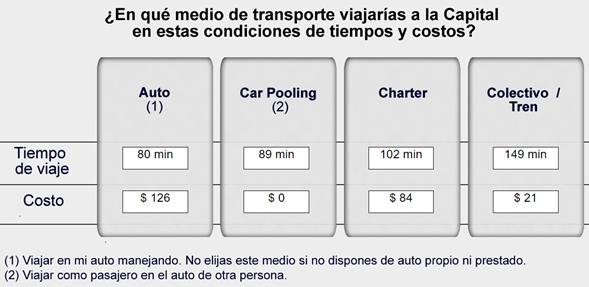 ¿En qué medio de transporte viajarías a la Capital
en estas condiciones de tiempos y costos?
Auto
(1)
Car Pooling
(2)
Charter
Colectivo /
Tren
Tiempo
de viaje
80 min
89 min
102 min
149 min
Costo
$ 126
$ 0
$ 84
$ 21
(1) Viajar en mi auto manejando. No elijas este medio si no dispones de auto propio ni prestado.
(2) Viajar como pasajero en el auto de otra persona.